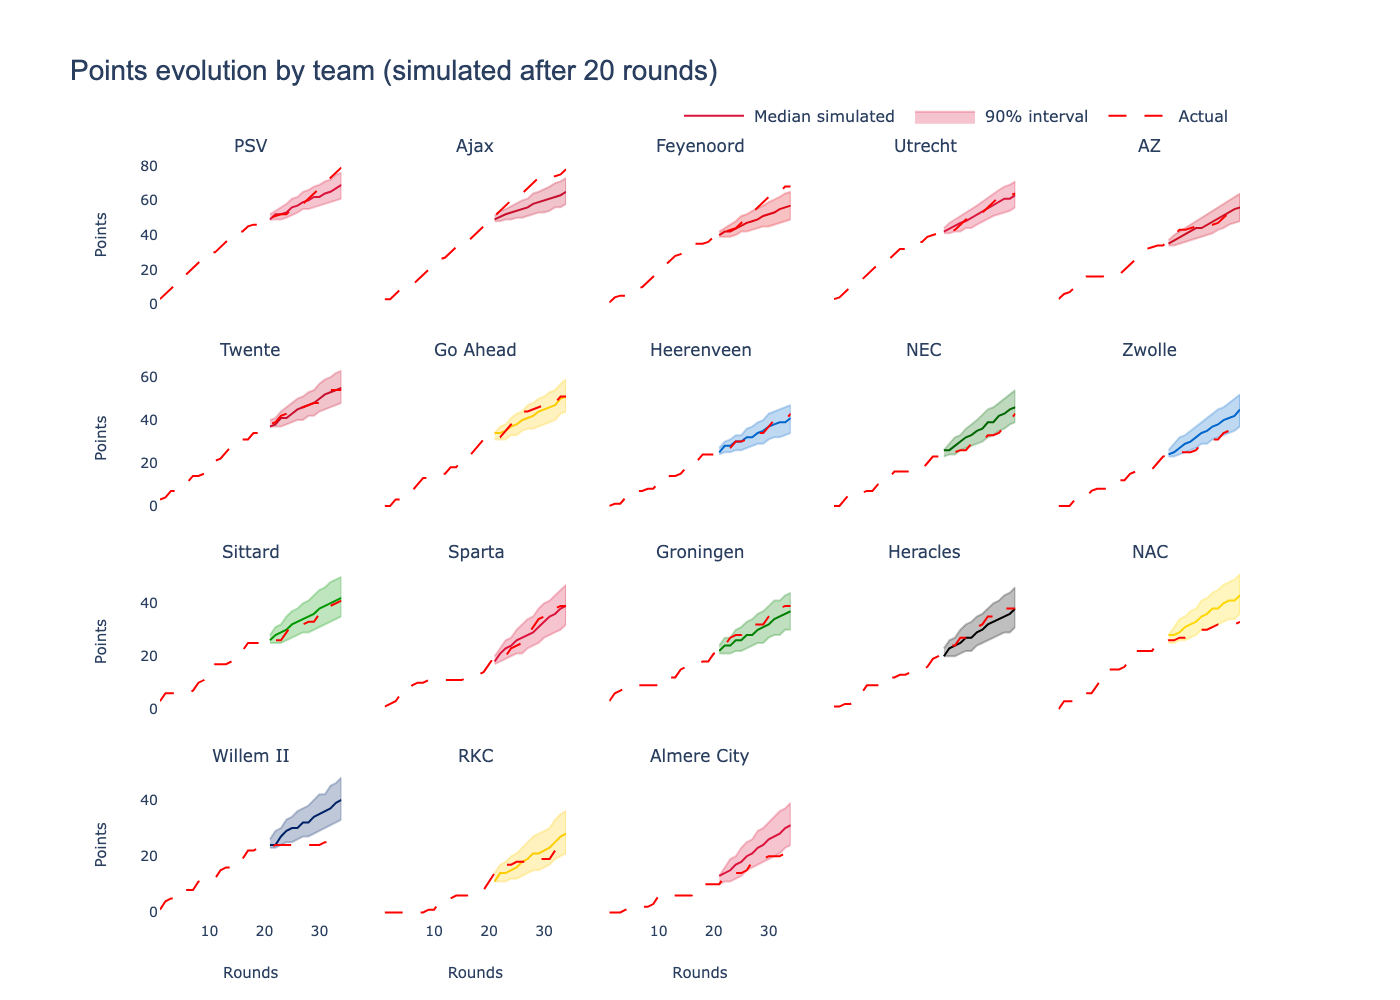 Points evolution by team (simulated after 20 rounds)
Median simulated 90% interval Actual
PSV Ajax Feyenoord Utrecht AZ
80
60
40
20
0
Points
Twente Go Ahead Heerenveen NEC Zwolle
60
40
20
0
Points
Sittard Sparta Groningen Heracles NAC
40
20
0
Points
Willem II RKC Almere City
40
20
0
Points
10 20 30 10 20 30 10 20 30
Rounds Rounds Rounds